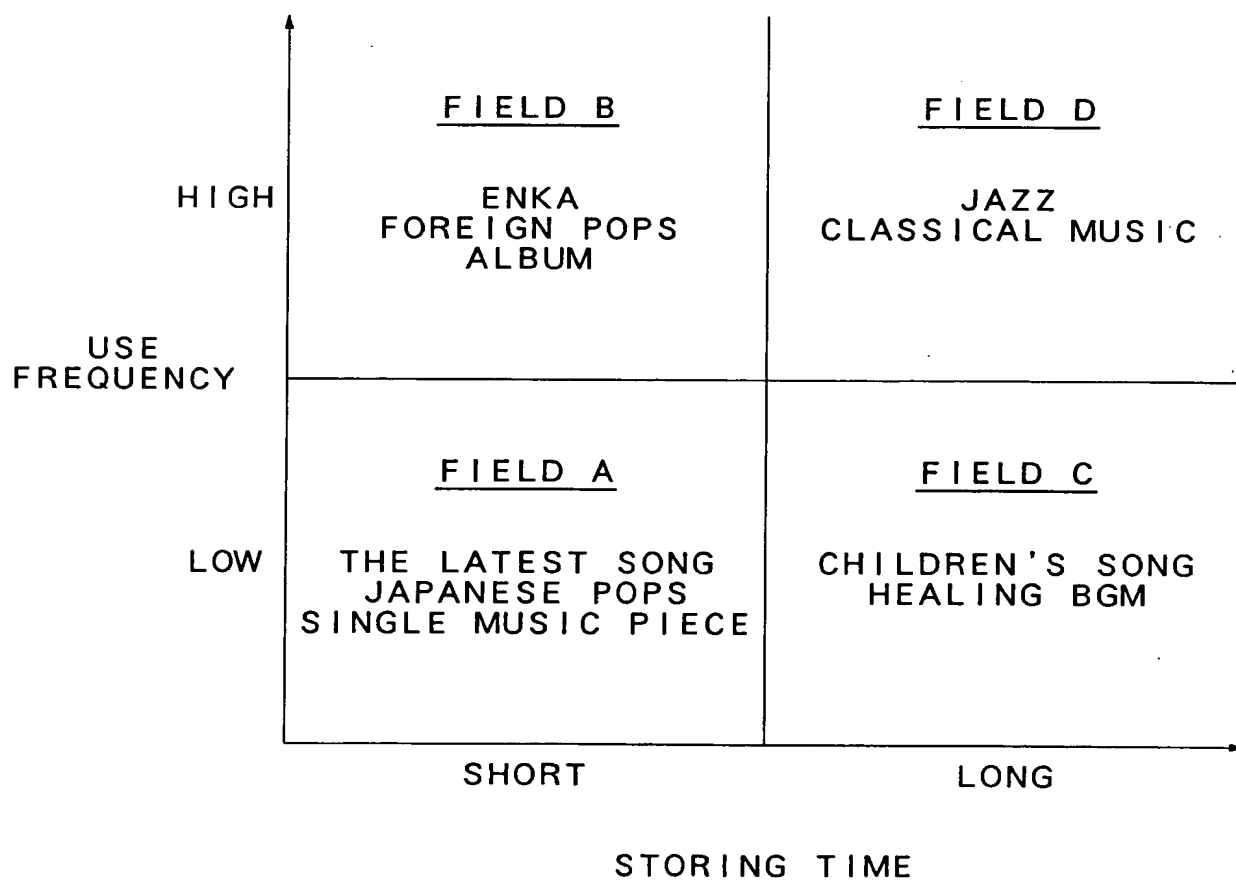 FIELD B
FIELD D
HIGH
ENKA
FOREIGN POPS
ALBUM
JAZZ
CLASSICAL MUSIC
USE
FREQUENCY
FIELD A
FIELD C
LOW
THE LATEST SONG
JAPANESE POPS
SINGLE MUSIC PIECE
CHILDREN'S SONG
HEALING BGM
SHORT
LONG
STORING TIME